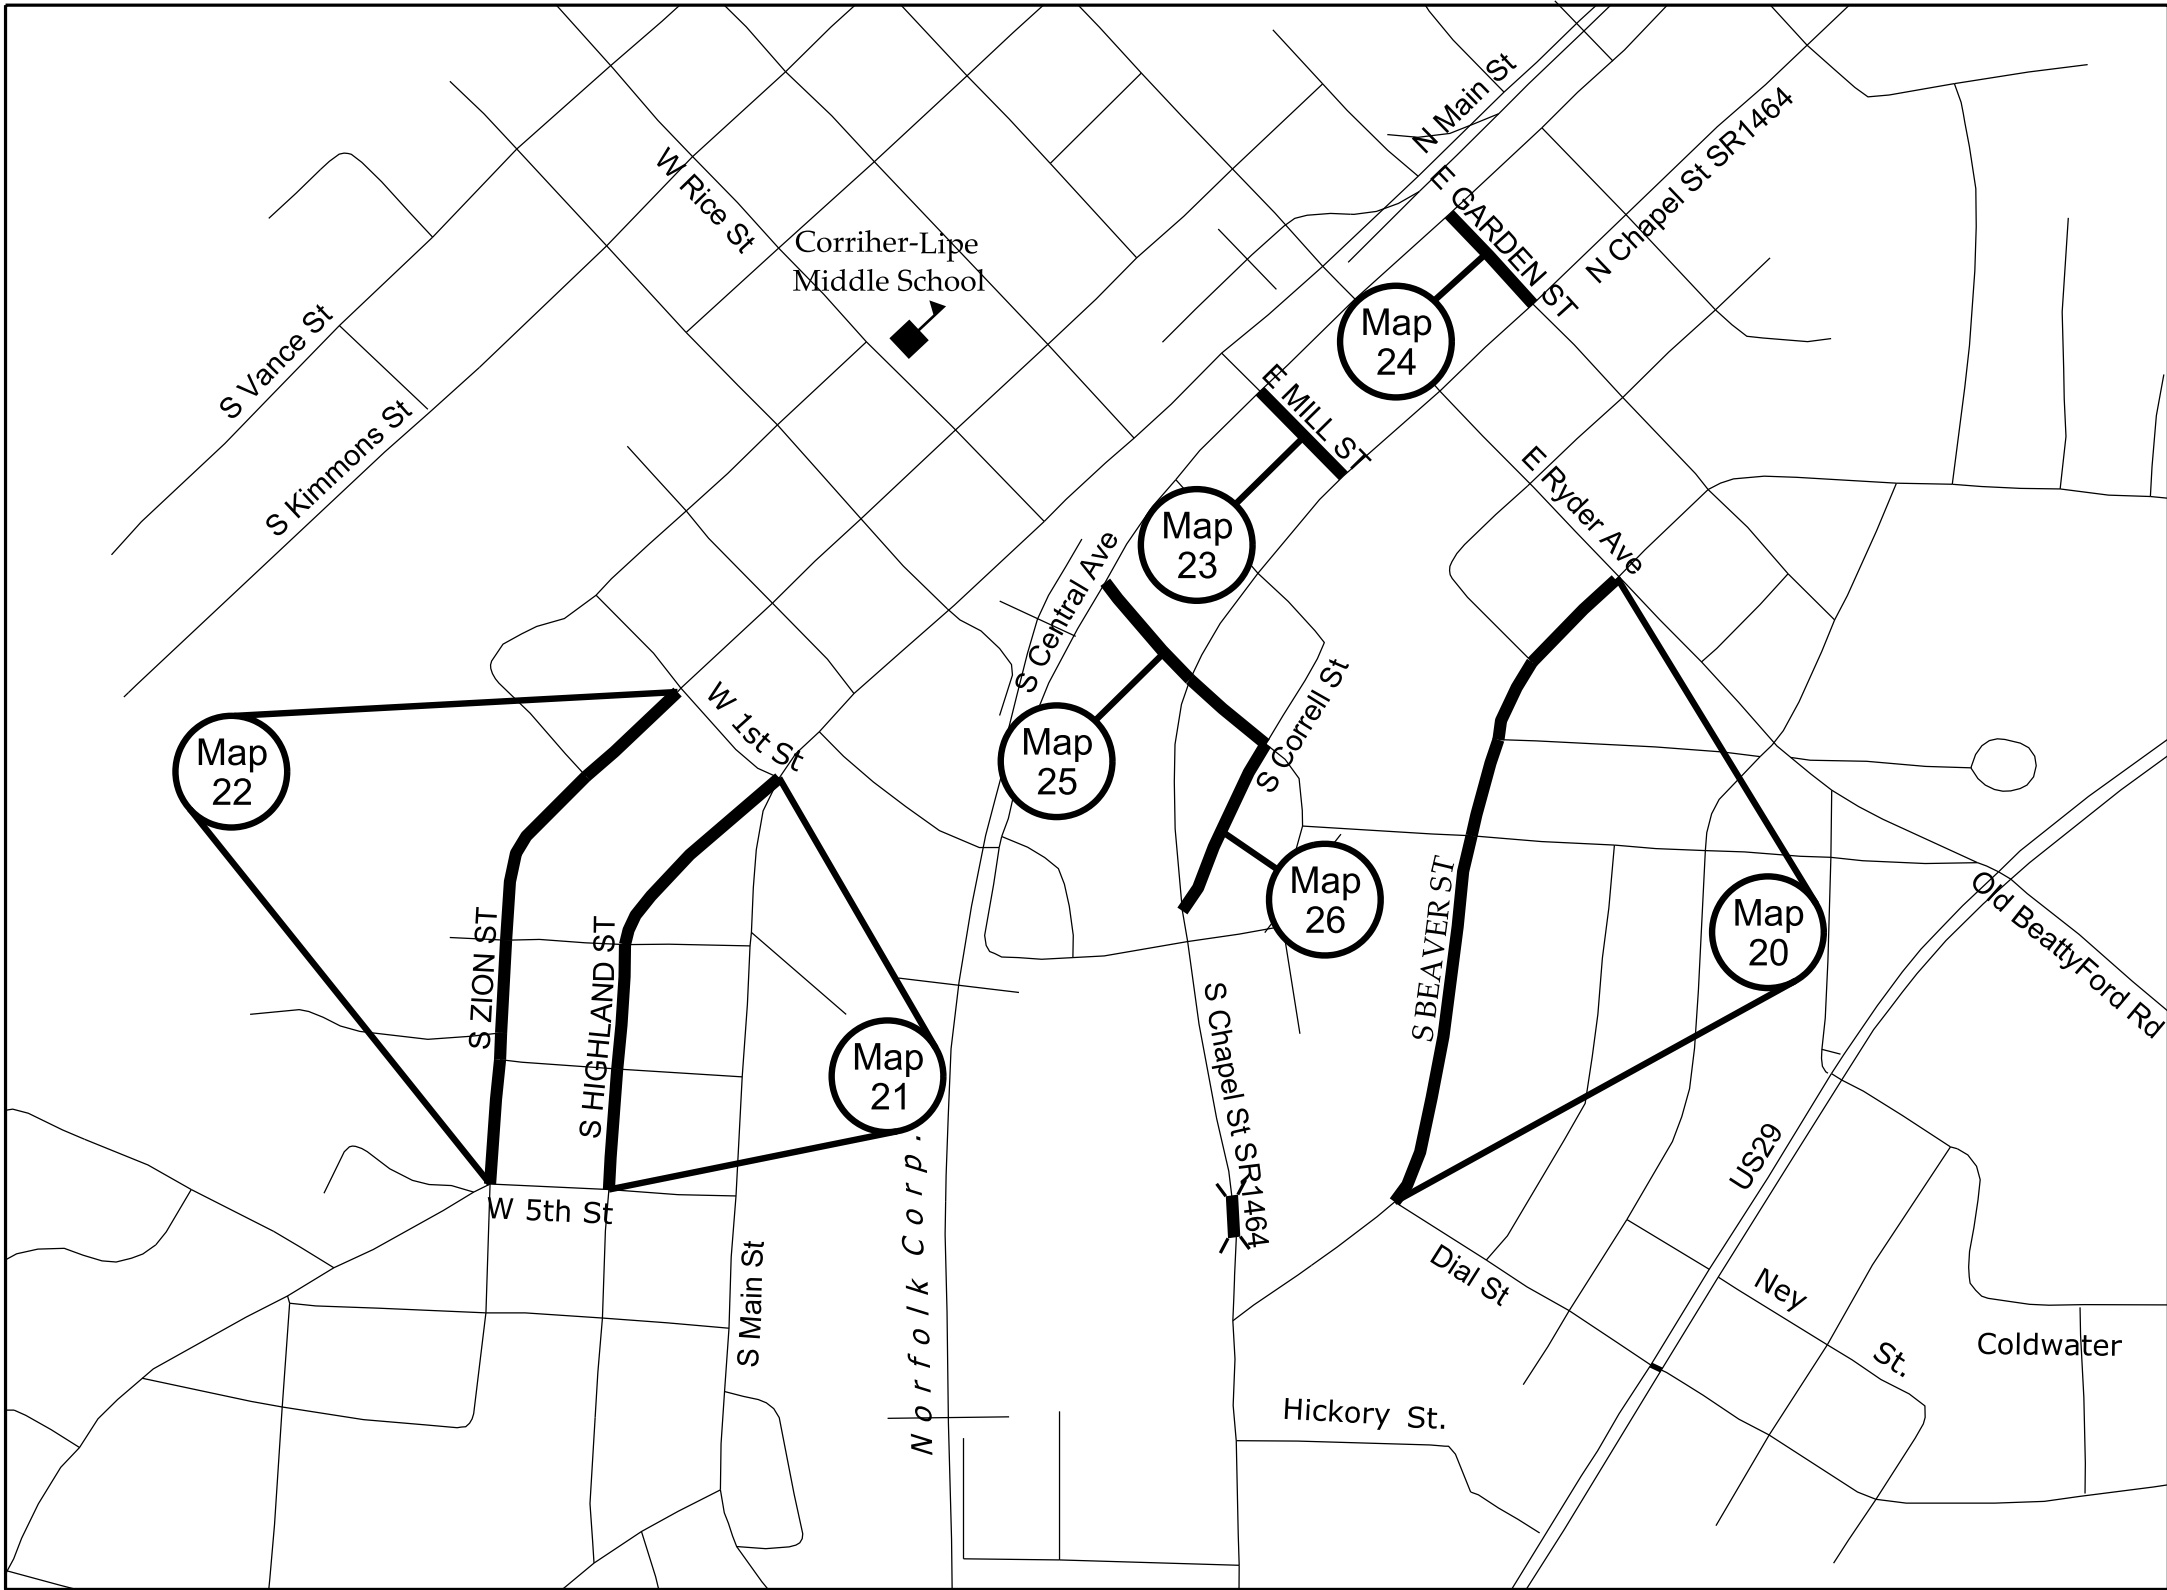 N Main St
N Chapel St SR1464
E GARDEN ST
W Rice St
Corriher-Lipe
Middle School
S Vance St
S Kimmons St
Map
24
E MILL ST
E Ryder Ave
Map
23
S Central Ave
W 1st St
S Correll St
Map
22
Map
25
Map
26
S BEAVER ST
Map
20
Old BeattyFord Rd
S ZION ST
S HIGHLAND ST
Map
21
S Chapel St SR1464
US29
W 5th St
Norfolk Corp.
S Main St
Dial St
Ney
St.
Coldwater
Hickory St.